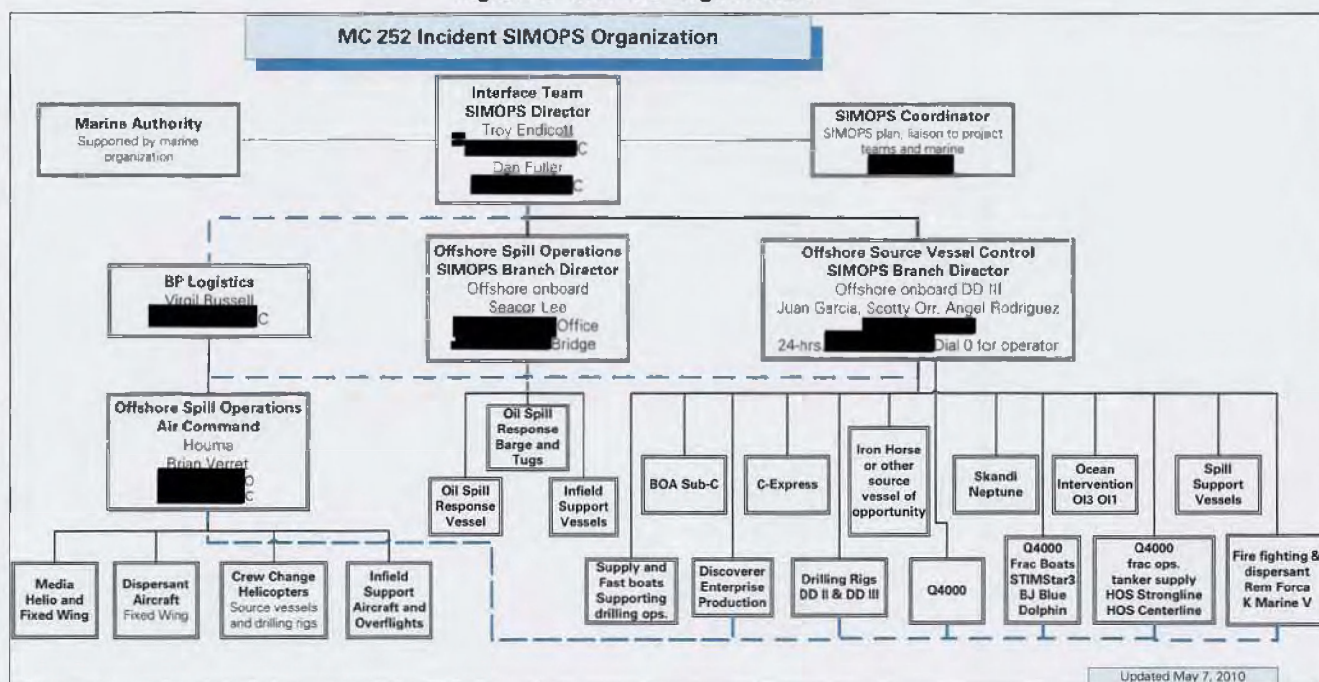 MC 252 Incident SIMOPS Organization
Interface Team
SIMOPS Director
Troy Endicott
C
Dan Fuller
C
Marine Authority
Supported by marine
organization
SIMOPS Coordinator
SIMOPS plan, liaison to project
teams and marine
BP Logistics
Virgil Russell
C
Offshore Spill Operations
SIMOPS Branch Director
Offshore onboard
Seacor Lee
Office
Bridge
Offshore Source Vessel Control
SIMOPS Branch Director
Offshore onboard DD III
Juan Garcia, Scotty Orr, Angel Rodriguez
24-hrs. Dial 0 for operator
Offshore Spill Operations
Air Command
Houma
Brian Verret
O
C
Oil Spill
Response
Barge and
Tugs
Oil Spill
Response
Vessel
Infield
Support
Vessels
BOA Sub-C
C-Express
Iron Horse
or other
source
vessel of
opportunity
Skandi
Neptune
Ocean
Intervention
OI3 OI1
Spill
Support
Vessels
Media
Helio and
Fixed Wing
Dispersant
Aircraft
Fixed Wing
Crew Change
Helicopters
Source vessels
and drilling rigs
Infield
Support
Aircraft and
Overflights
Supply and
Fast boats
Supporting
drilling ops.
Discoverer
Enterprise
Production
Drilling Rigs
DD II & DD III
Q4000
Q4000
Frac Boats
STIMStar3
BJ Blue
Dolphin
Q4000
frac ops.
tanker supply
HOS Strongline
HOS Centerline
Fire fighting &
dispersant
Rem Forca
K Marine V
Updated May 7, 2010